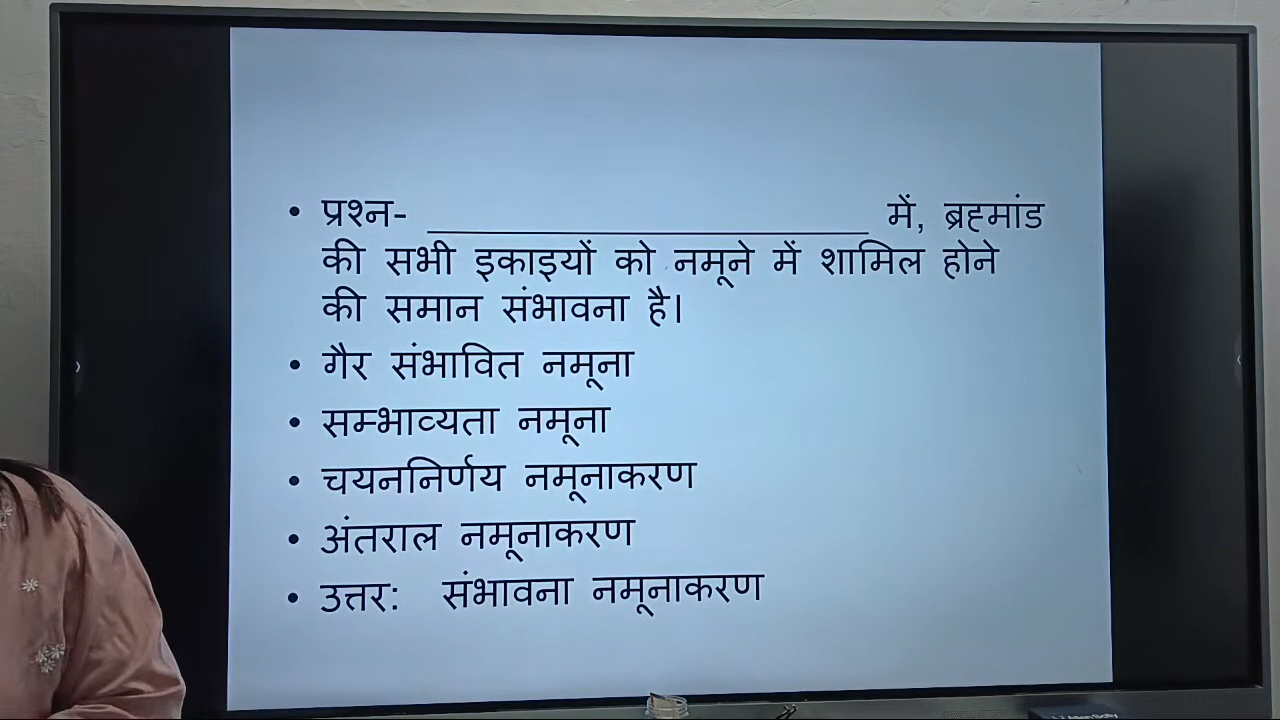 • प्रश्न- ______________________ में, ब्रह्मांड
की सभी इकाइयों को नमूने में शामिल होने
की समान संभावना है।
• गैर संभावित नमूना
• सम्भाव्यता नमूना
• चयननिर्णय नमूनाकरण
• अंतराल नमूनाकरण
• उत्तर: संभावना नमूनाकरण